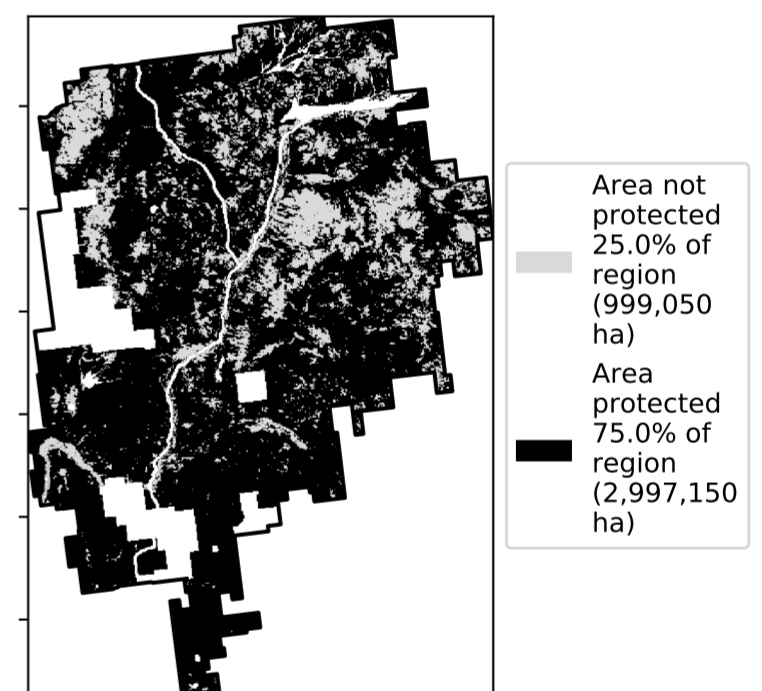 Area not
protected
25.0% of
region
(999,050
ha)
Area
protected
75.0% of
region
(2,997,150
ha)